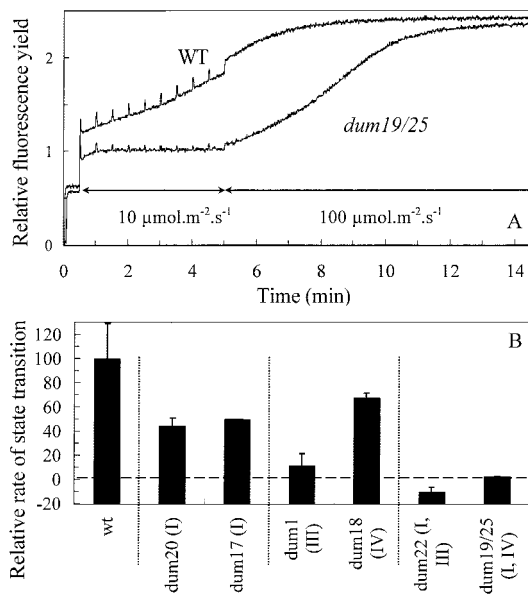 Relative fluorescence yield
2
1
0
WT
dum19/25
10 µmol.m-2.s-1
100 µmol.m-2.s-1
A
0 2 4 6 8 10 12 14
Time (min)
Relative rate of state transition
B
120
100
80
60
40
20
0
-20
wt
dum20 (I)
dum17 (I)
dum1 (III)
dum18 (IV)
dum22 (I, III)
dum19/25 (I, IV)